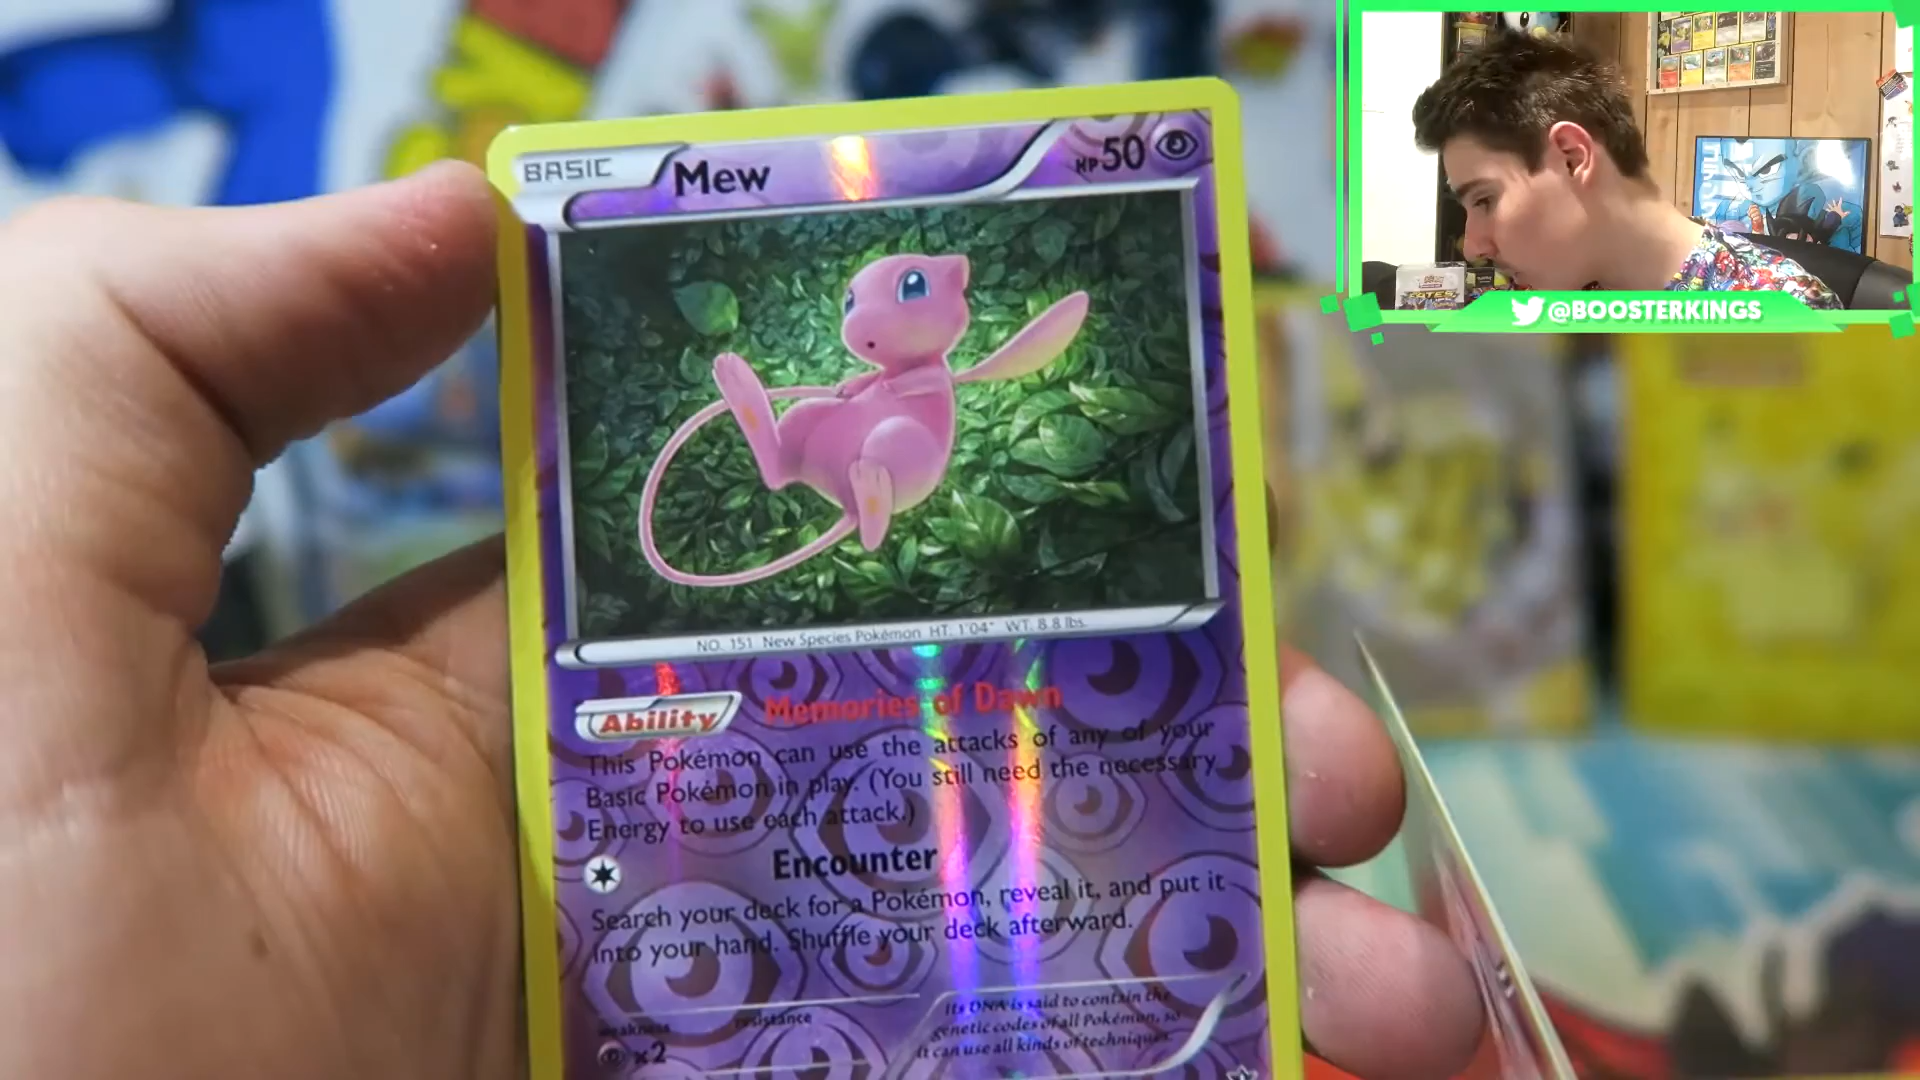 BASIC Mew HP50
NO. 151 New Species Pokémon HT: 1'04" WT: 8.8 lbs.
Ability Memories of Dawn
This Pokémon can use the attacks of any of your
Basic Pokémon in play. (You still need the necessary
Energy to use each attack.)
Encounter
Search your deck for a Pokémon, reveal it, and put it
into your hand. Shuffle your deck afterward.
weakness resistance
×2
Its DNA is said to contain the
genetic codes of all Pokémon, so
it can use all kinds of techniques.
@BOOSTERKINGS
FATES